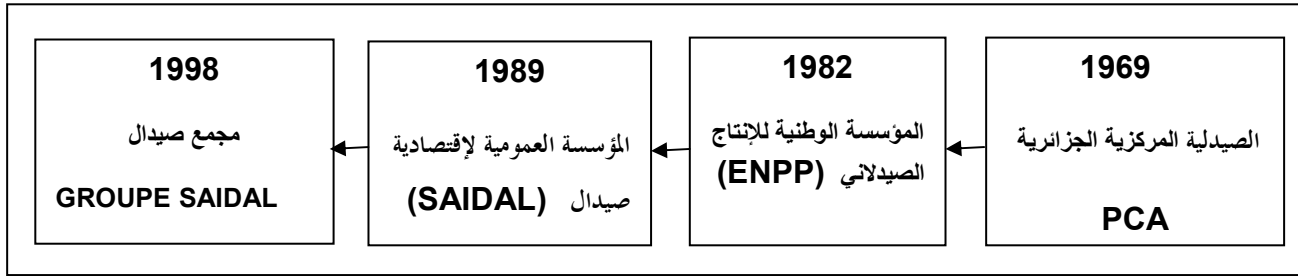 1969
الصيدلية المركزية الجزائرية
PCA
1982
المؤسسة الوطنية للإنتاج
الصيدلاني (ENPP)
1989
المؤسسة العمومية لإقتصادية
صيدال (SAIDAL)
1998
مجمع صيدال
GROUPE SAIDAL